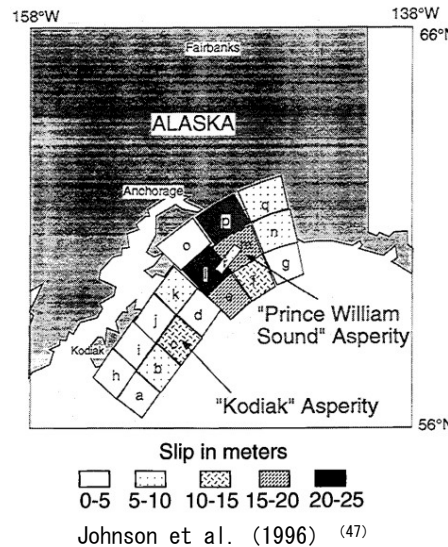 158°W
138°W
66°N
Fairbanks
ALASKA
Anchorage
p
q
o
n
l
g
k
e
"Prince William
Sound" Asperity
j
d
i
c
Kodiak
h
b
"Kodiak" Asperity
a
56°N
Slip in meters
0-5 5-10 10-15 15-20 20-25
Johnson et al. (1996) (47)